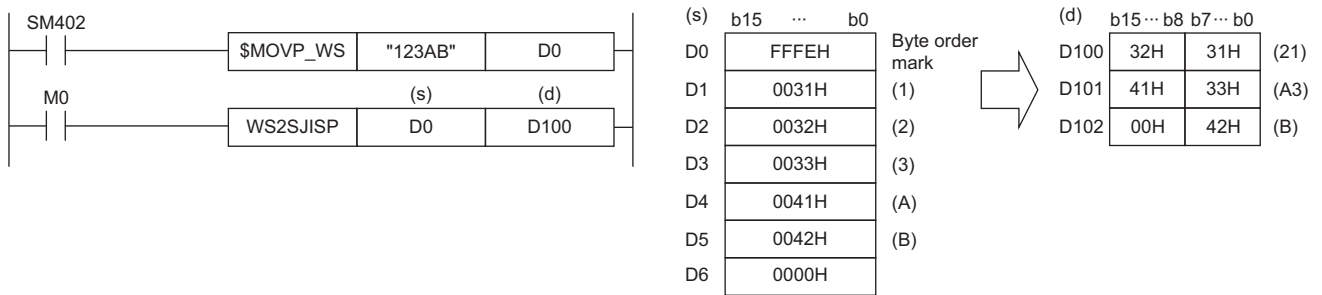 SM402
$MOVP_WS "123AB" D0
M0
(s) (d)
WS2SJISP D0 D100
(s) b15 ··· b0
D0 FFFEH Byte order mark
D1 0031H (1)
D2 0032H (2)
D3 0033H (3)
D4 0041H (A)
D5 0042H (B)
D6 0000H
(d) b15 ··· b8 b7 ··· b0
D100 32H 31H (21)
D101 41H 33H (A3)
D102 00H 42H (B)